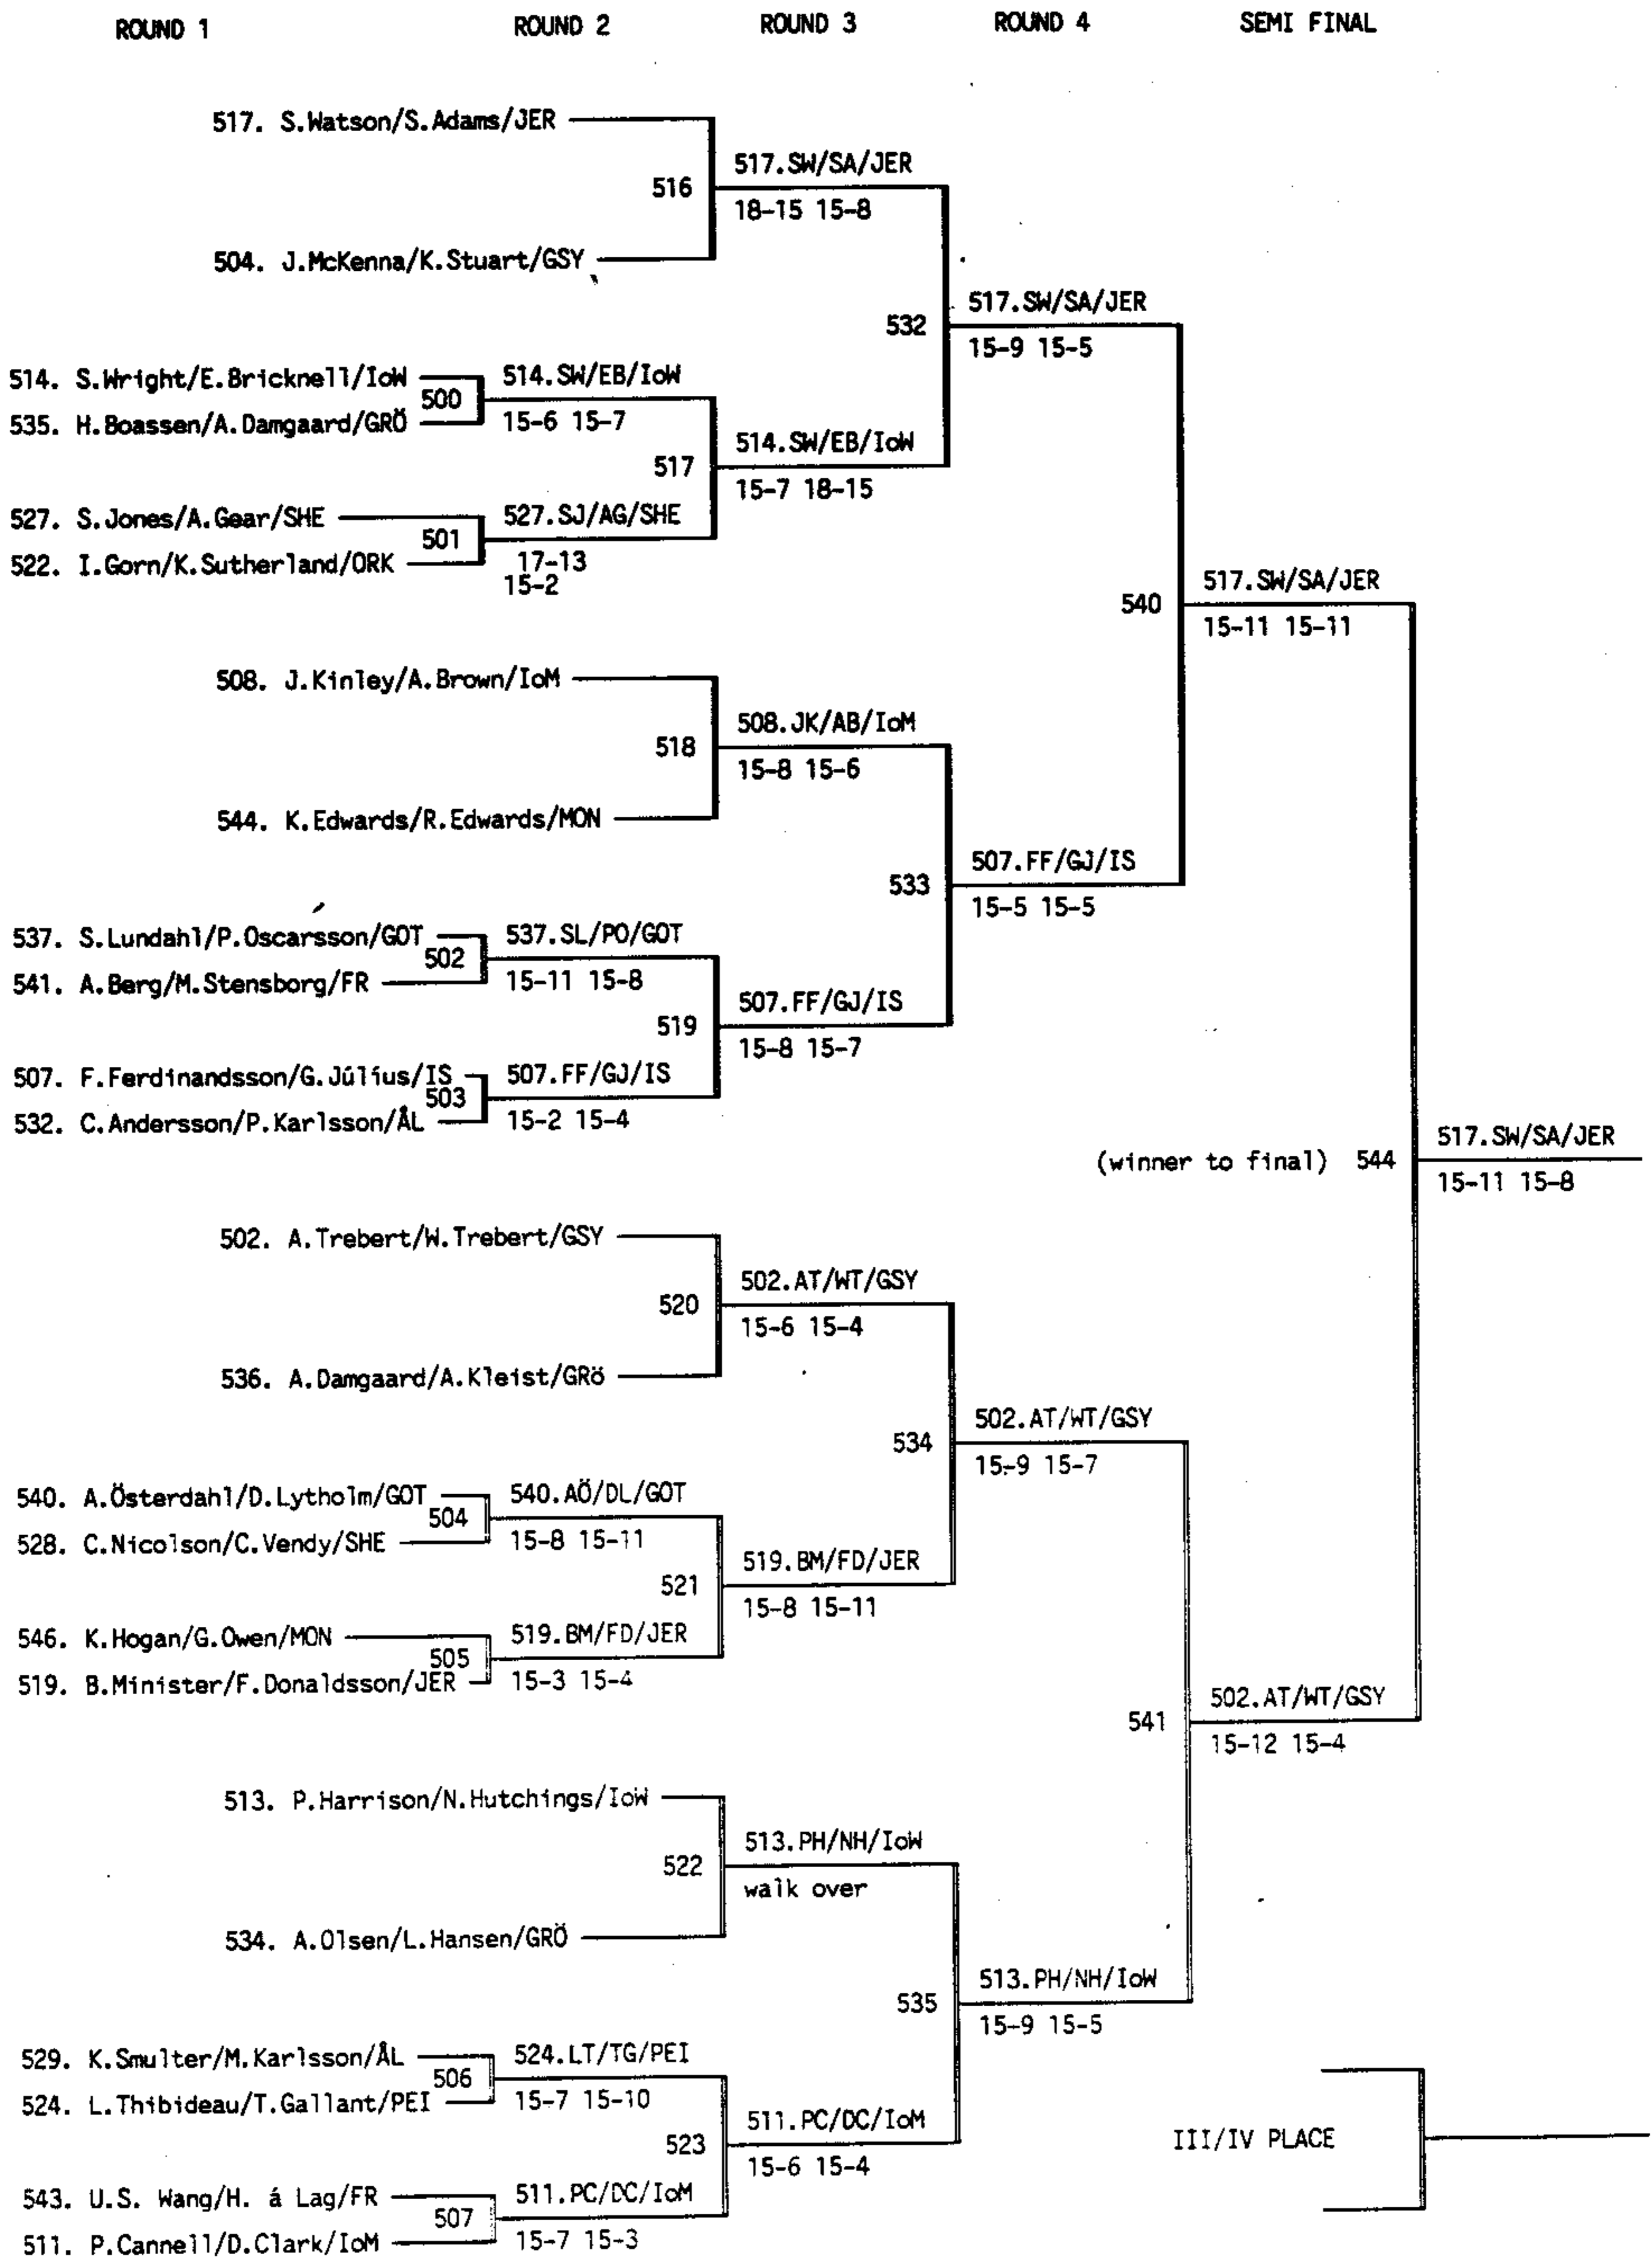 ROUND 1 ROUND 2 ROUND 3 ROUND 4 SEMI FINAL
517. S.Watson/S.Adams/JER
517.SW/SA/JER
516
18-15 15-8
504. J.McKenna/K.Stuart/GSY
517.SW/SA/JER
532
15-9 15-5
514. S.Wright/E.Bricknell/IoW
514.SW/EB/IoW
500
535. H.Boassen/A.Damgaard/GRÖ
15-6 15-7
514.SW/EB/IoW
517
15-7 18-15
527. S.Jones/A.Gear/SHE
527.SJ/AG/SHE
501
522. I.Gorn/K.Sutherland/ORK
17-13
15-2
517.SW/SA/JER
540
15-11 15-11
508. J.Kinley/A.Brown/IoM
508.JK/AB/IoM
518
15-8 15-6
544. K.Edwards/R.Edwards/MON
507.FF/GJ/IS
533
15-5 15-5
537. S.Lundahl/P.Oscarsson/GOT
537.SL/PO/GOT
502
541. A.Berg/M.Stensborg/FR
15-11 15-8
507.FF/GJ/IS
519
15-8 15-7
507. F.Ferdinandsson/G.Júlíus/IS
507.FF/GJ/IS
503
532. C.Andersson/P.Karlsson/ÅL
15-2 15-4
517.SW/SA/JER
(winner to final) 544
15-11 15-8
502. A.Trebert/W.Trebert/GSY
502.AT/WT/GSY
520
15-6 15-4
536. A.Damgaard/A.Kleist/GRö
502.AT/WT/GSY
534
15-9 15-7
540. A.Österdahl/D.Lytholm/GOT
540.AÖ/DL/GOT
504
528. C.Nicolson/C.Vendy/SHE
15-8 15-11
519.BM/FD/JER
521
15-8 15-11
546. K.Hogan/G.Owen/MON
519.BM/FD/JER
505
519. B.Minister/F.Donaldsson/JER
15-3 15-4
502.AT/WT/GSY
541
15-12 15-4
513. P.Harrison/N.Hutchings/IoW
513.PH/NH/IoW
522
walk over
534. A.Olsen/L.Hansen/GRÖ
513.PH/NH/IoW
535
15-9 15-5
529. K.Smulter/M.Karlsson/ÅL
524.LT/TG/PEI
506
524. L.Thibideau/T.Gallant/PEI
15-7 15-10
511.PC/DC/IoM
523
15-6 15-4
III/IV PLACE
543. U.S. Wang/H. á Lag/FR
511.PC/DC/IoM
507
511. P.Cannell/D.Clark/IoM
15-7 15-3